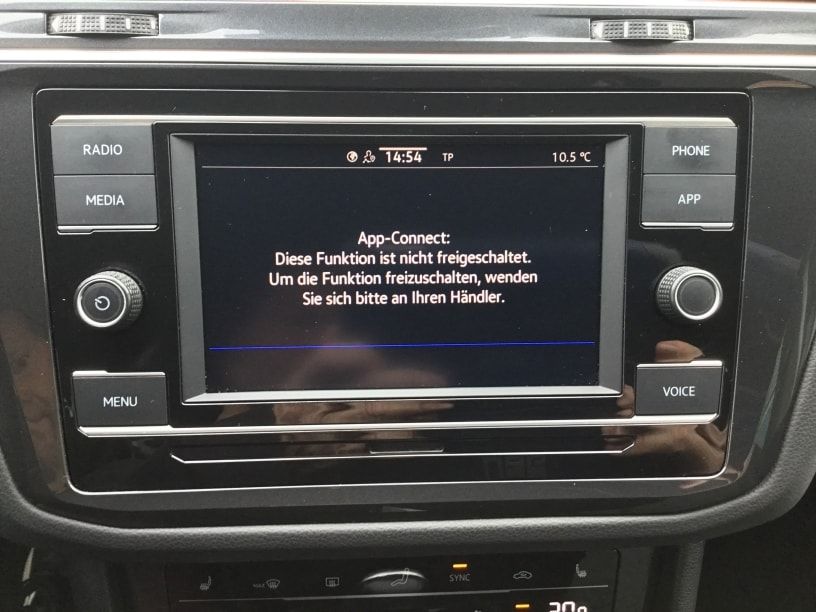 RADIO
MEDIA
14:54 TP 10.5 °C
PHONE
APP
App-Connect:
Diese Funktion ist nicht freigeschaltet.
Um die Funktion freizuschalten, wenden
Sie sich bitte an Ihren Händler.
MENU
VOICE
MAX
SYNC